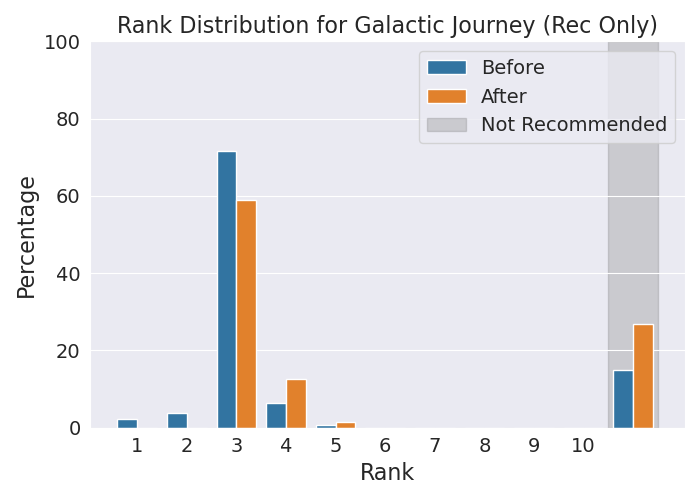 Rank Distribution for Galactic Journey (Rec Only)
Before
After
Not Recommended
Percentage
100
80
60
40
20
0
1 2 3 4 5 6 7 8 9 10
Rank